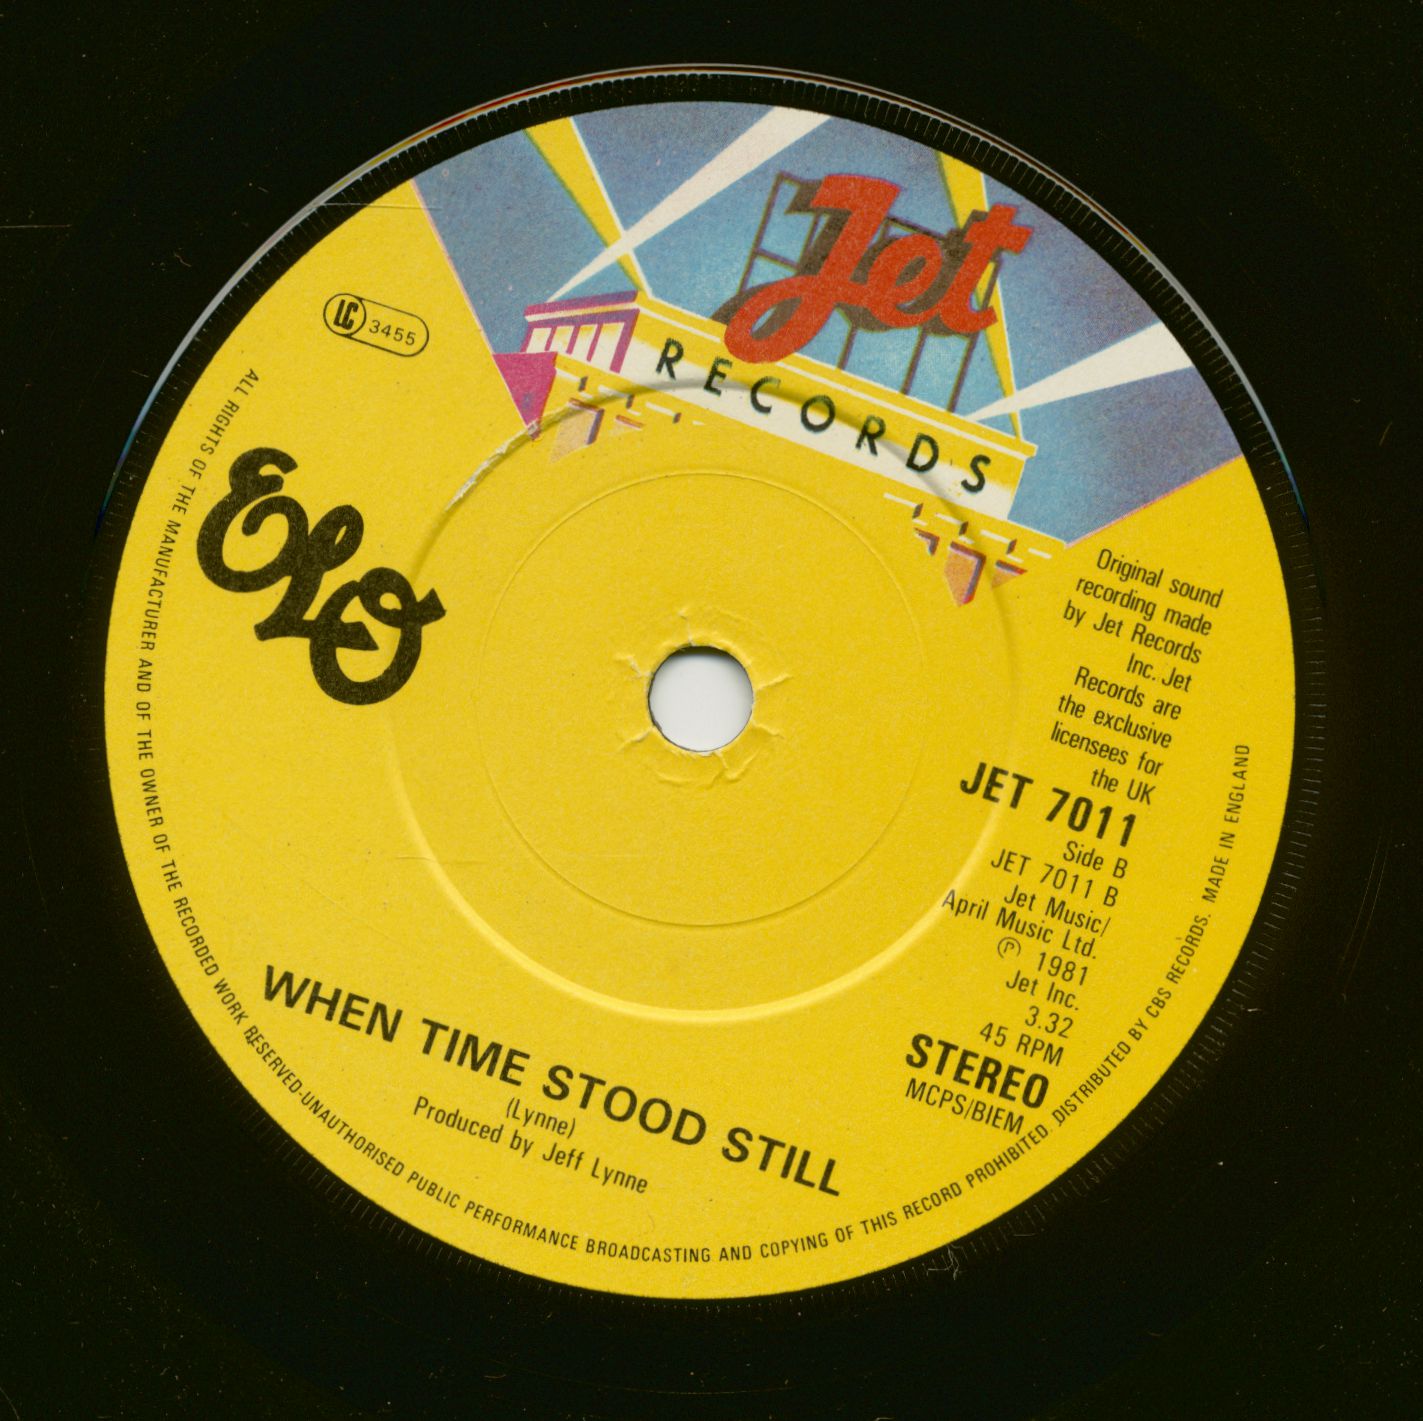 Jet
RECORDS
LC 3455
ELO
Original sound
recording made
by Jet Records
Inc. Jet
Records are
the exclusive
licensees for
the UK
JET 7011
Side B
JET 7011 B
Jet Music/
April Music Ltd.
℗ 1981
Jet Inc.
3.32
45 RPM
STEREO
MCPS/BIEM
WHEN TIME STOOD STILL
(Lynne)
Produced by Jeff Lynne
ALL RIGHTS OF THE MANUFACTURER AND OF THE OWNER OF THE RECORDED WORK RESERVED-UNAUTHORISED PUBLIC PERFORMANCE BROADCASTING AND COPYING OF THIS RECORD PROHIBITED. DISTRIBUTED BY CBS RECORDS. MADE IN ENGLAND